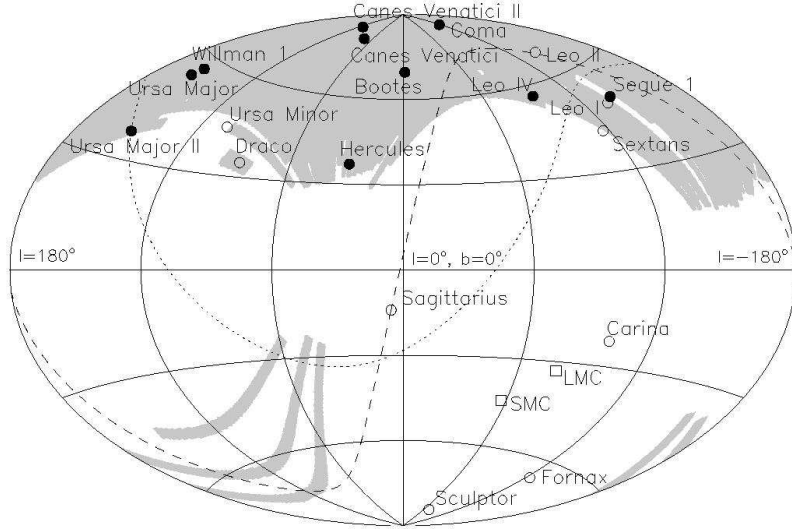 Canes Venatici II
Coma
Willman 1
Canes Venatici
Leo II
Ursa Major
Bootes
Leo IV
Segue 1
Leo I
Ursa Minor
Ursa Major II
Draco
Hercules
Sextans
l=180°
l=0°, b=0°
l=-180°
Sagittarius
Carina
LMC
SMC
Fornax
Sculptor